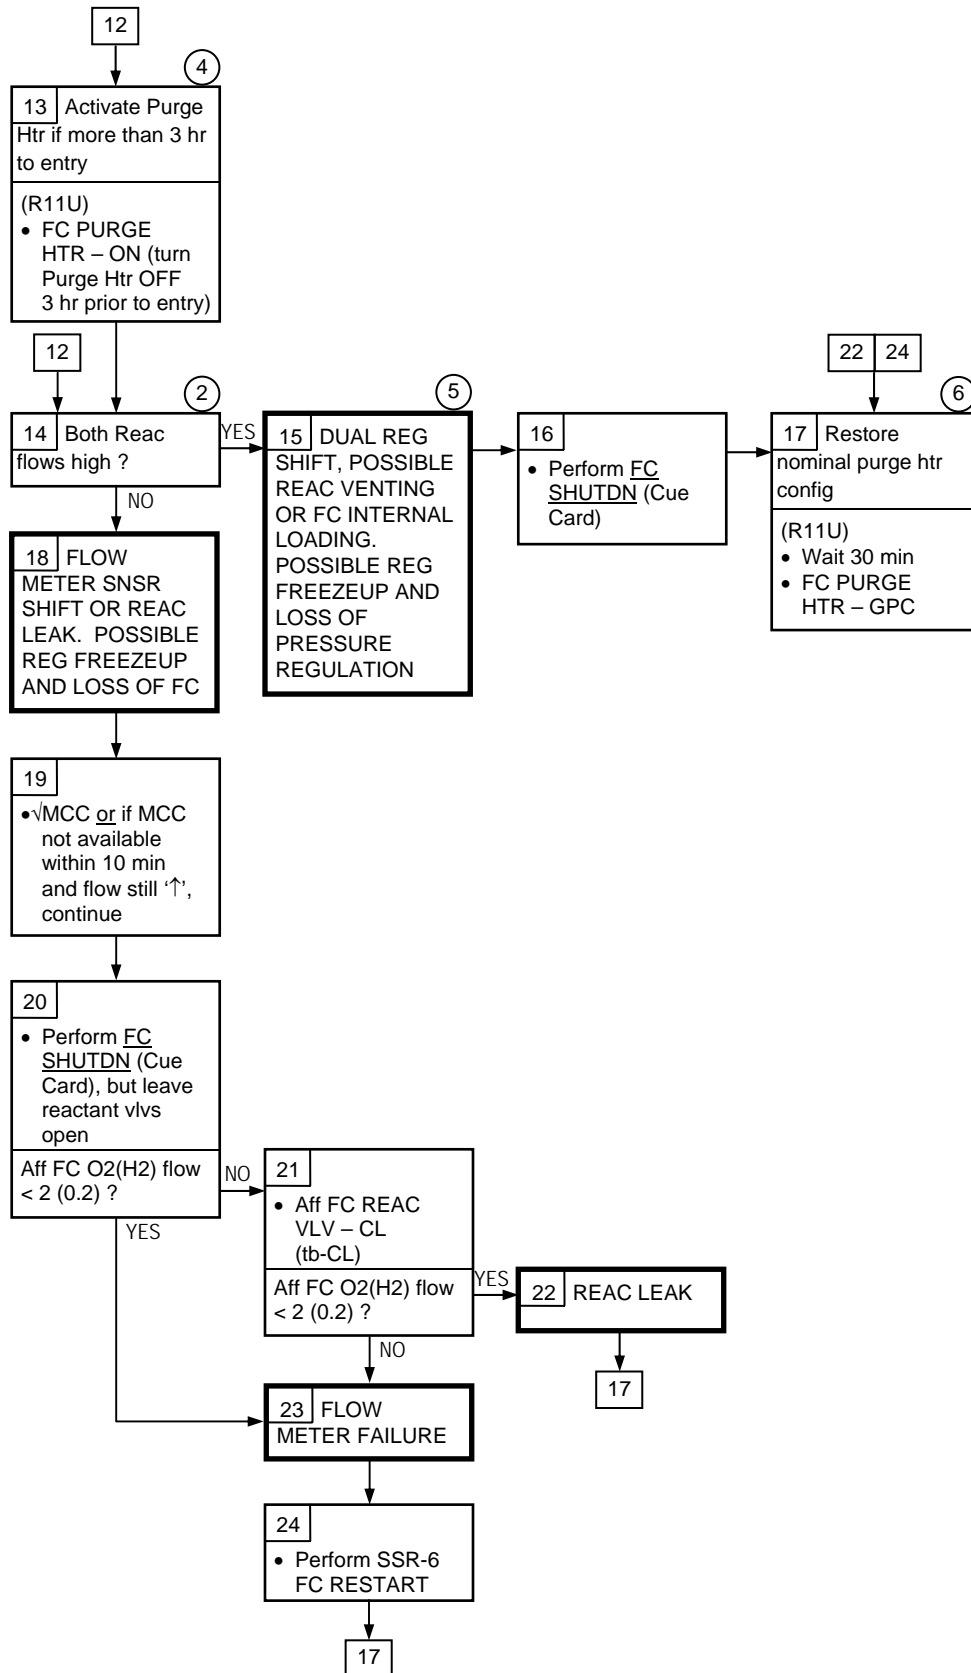 12
4
13 Activate Purge
Htr if more than 3 hr
to entry
(R11U)
• FC PURGE
HTR – ON (turn
Purge Htr OFF
3 hr prior to entry)
12
2
14 Both Reac
flows high ?
YES
NO
5
15 DUAL REG
SHIFT, POSSIBLE
REAC VENTING
OR FC INTERNAL
LOADING.
POSSIBLE REG
FREEZEUP AND
LOSS OF
PRESSURE
REGULATION
16
• Perform FC
SHUTDN (Cue
Card)
22 24
6
17 Restore
nominal purge htr
config
(R11U)
• Wait 30 min
• FC PURGE
HTR – GPC
18 FLOW
METER SNSR
SHIFT OR REAC
LEAK. POSSIBLE
REG FREEZEUP
AND LOSS OF FC
19
•√MCC or if MCC
not available
within 10 min
and flow still ‘↑’,
continue
20
• Perform FC
SHUTDN (Cue
Card), but leave
reactant vlvs
open
Aff FC O2(H2) flow
< 2 (0.2) ?
NO
YES
21
• Aff FC REAC
VLV – CL
(tb-CL)
Aff FC O2(H2) flow
< 2 (0.2) ?
YES
NO
22 REAC LEAK
17
23 FLOW
METER FAILURE
24
• Perform SSR-6
FC RESTART
17